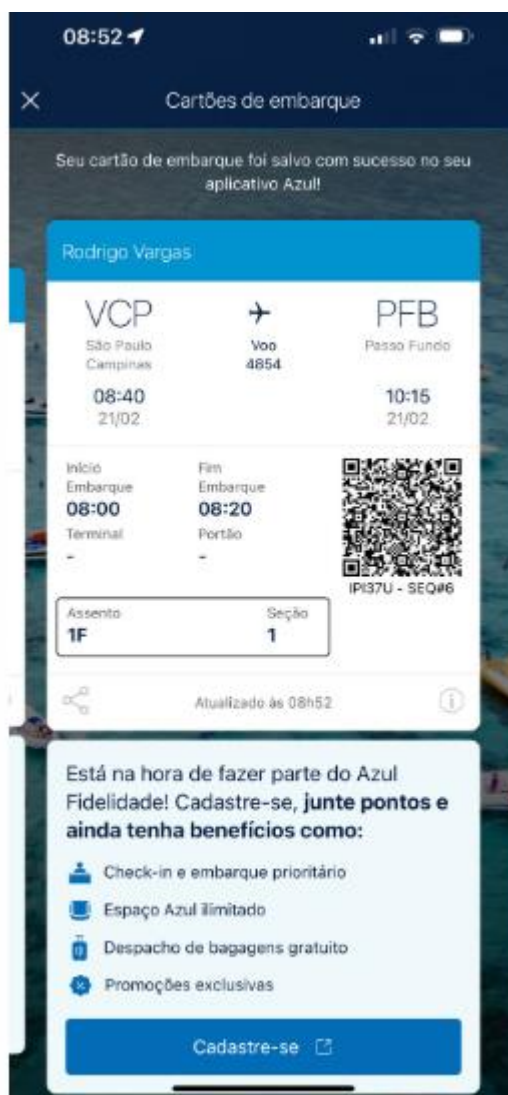 08:52
Cartões de embarque
Seu cartão de embarque foi salvo com sucesso no seu
aplicativo Azul!
Rodrigo Vargas
VCP
PFB
São Paulo
Campinas
Voo
4854
Passo Fundo
08:40
21/02
10:15
21/02
Início
Embarque
08:00
Fim
Embarque
08:20
Terminal
-
Portão
-
IPI37U - SEQ#6
Assento
1F
Seção
1
Atualizado às 08h52
Está na hora de fazer parte do Azul
Fidelidade! Cadastre-se, junte pontos e
ainda tenha benefícios como:
Check-in e embarque prioritário
Espaço Azul ilimitado
Despacho de bagagens gratuito
Promoções exclusivas
Cadastre-se